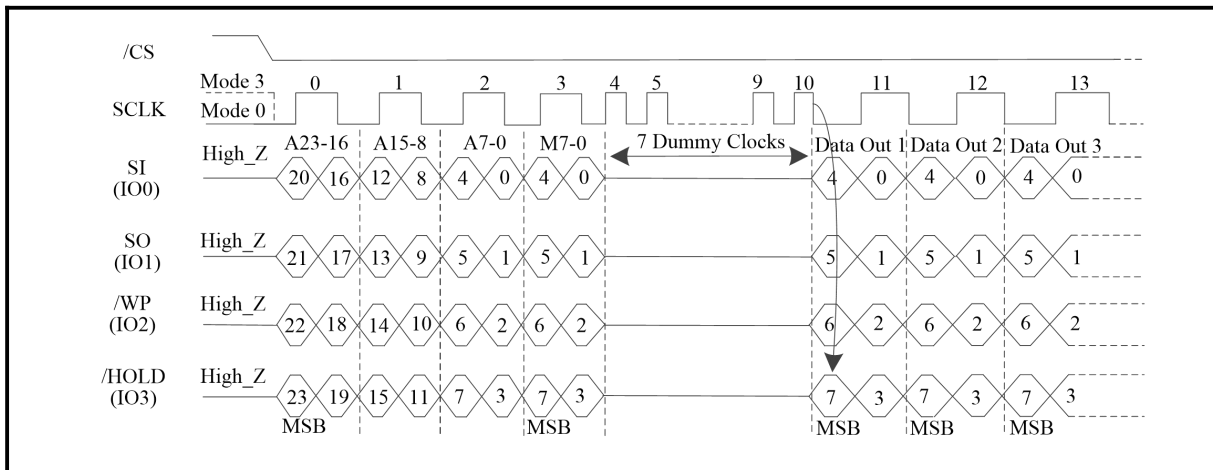 /CS
Mode 3 0 1 2 3 4 5 9 10 11 12 13
SCLK Mode 0
A23-16 A15-8 A7-0 M7-0 7 Dummy Clocks Data Out 1 Data Out 2 Data Out 3
High_Z
SI
(IO0)
20 16 12 8 4 0 4 0 4 0 4 0 4 0
High_Z
SO
(IO1)
21 17 13 9 5 1 5 1 5 1 5 1 5 1
High_Z
/WP
(IO2)
22 18 14 10 6 2 6 2 6 2 6 2 6 2
High_Z
/HOLD
(IO3)
23 19 15 11 7 3 7 3 7 3 7 3 7 3
MSB MSB MSB MSB MSB